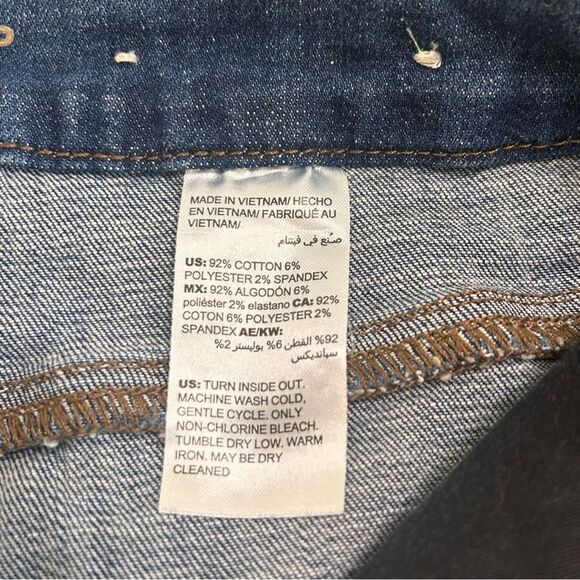 MADE IN VIETNAM/ HECHO
EN VIETNAM/ FABRIQUÉ AU
VIETNAM/
صُنع في فيتنام
US: 92% COTTON 6%
POLYESTER 2% SPANDEX
MX: 92% ALGODÓN 6%
poliéster 2% elastano CA: 92%
COTON 6% POLYESTER 2%
SPANDEX AE/KW:
92% القطن 6% بوليستر 2%
سبانديكس
US: TURN INSIDE OUT.
MACHINE WASH COLD,
GENTLE CYCLE. ONLY
NON-CHLORINE BLEACH.
TUMBLE DRY LOW. WARM
IRON. MAY BE DRY
CLEANED